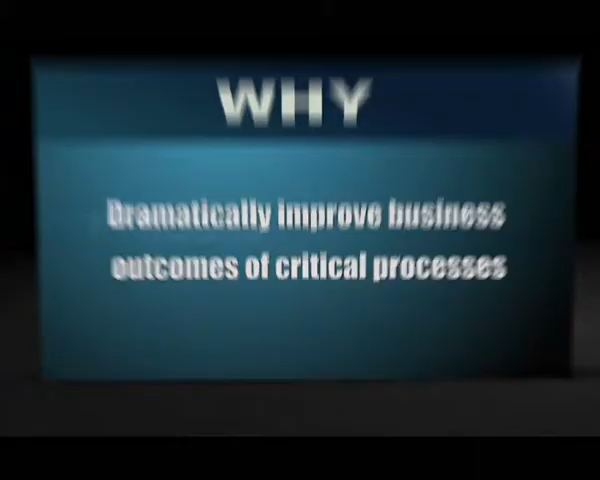 WHY
Dramatically improve business
outcomes of critical processes